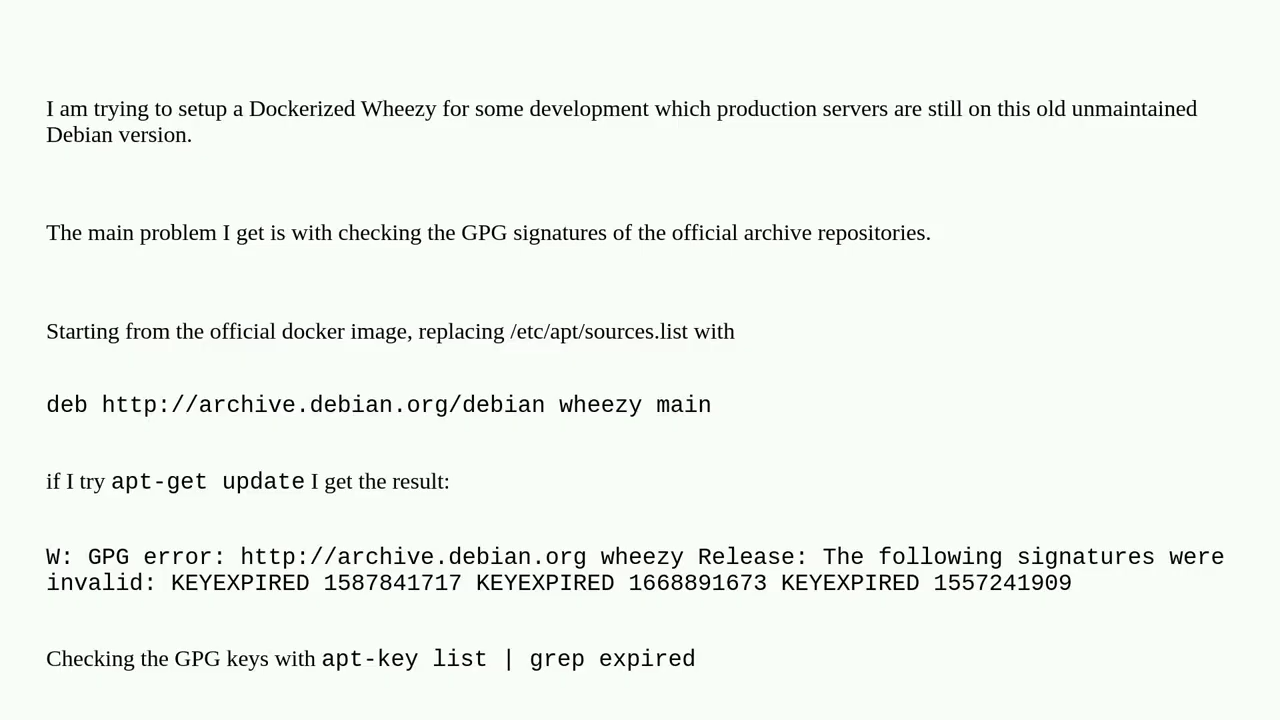 I am trying to setup a Dockerized Wheezy for some development which production servers are still on this old unmaintained
Debian version.
The main problem I get is with checking the GPG signatures of the official archive repositories.
Starting from the official docker image, replacing /etc/apt/sources.list with
deb http://archive.debian.org/debian wheezy main
if I try apt-get update I get the result:
W: GPG error: http://archive.debian.org wheezy Release: The following signatures were
invalid: KEYEXPIRED 1587841717 KEYEXPIRED 1668891673 KEYEXPIRED 1557241909
Checking the GPG keys with apt-key list | grep expired